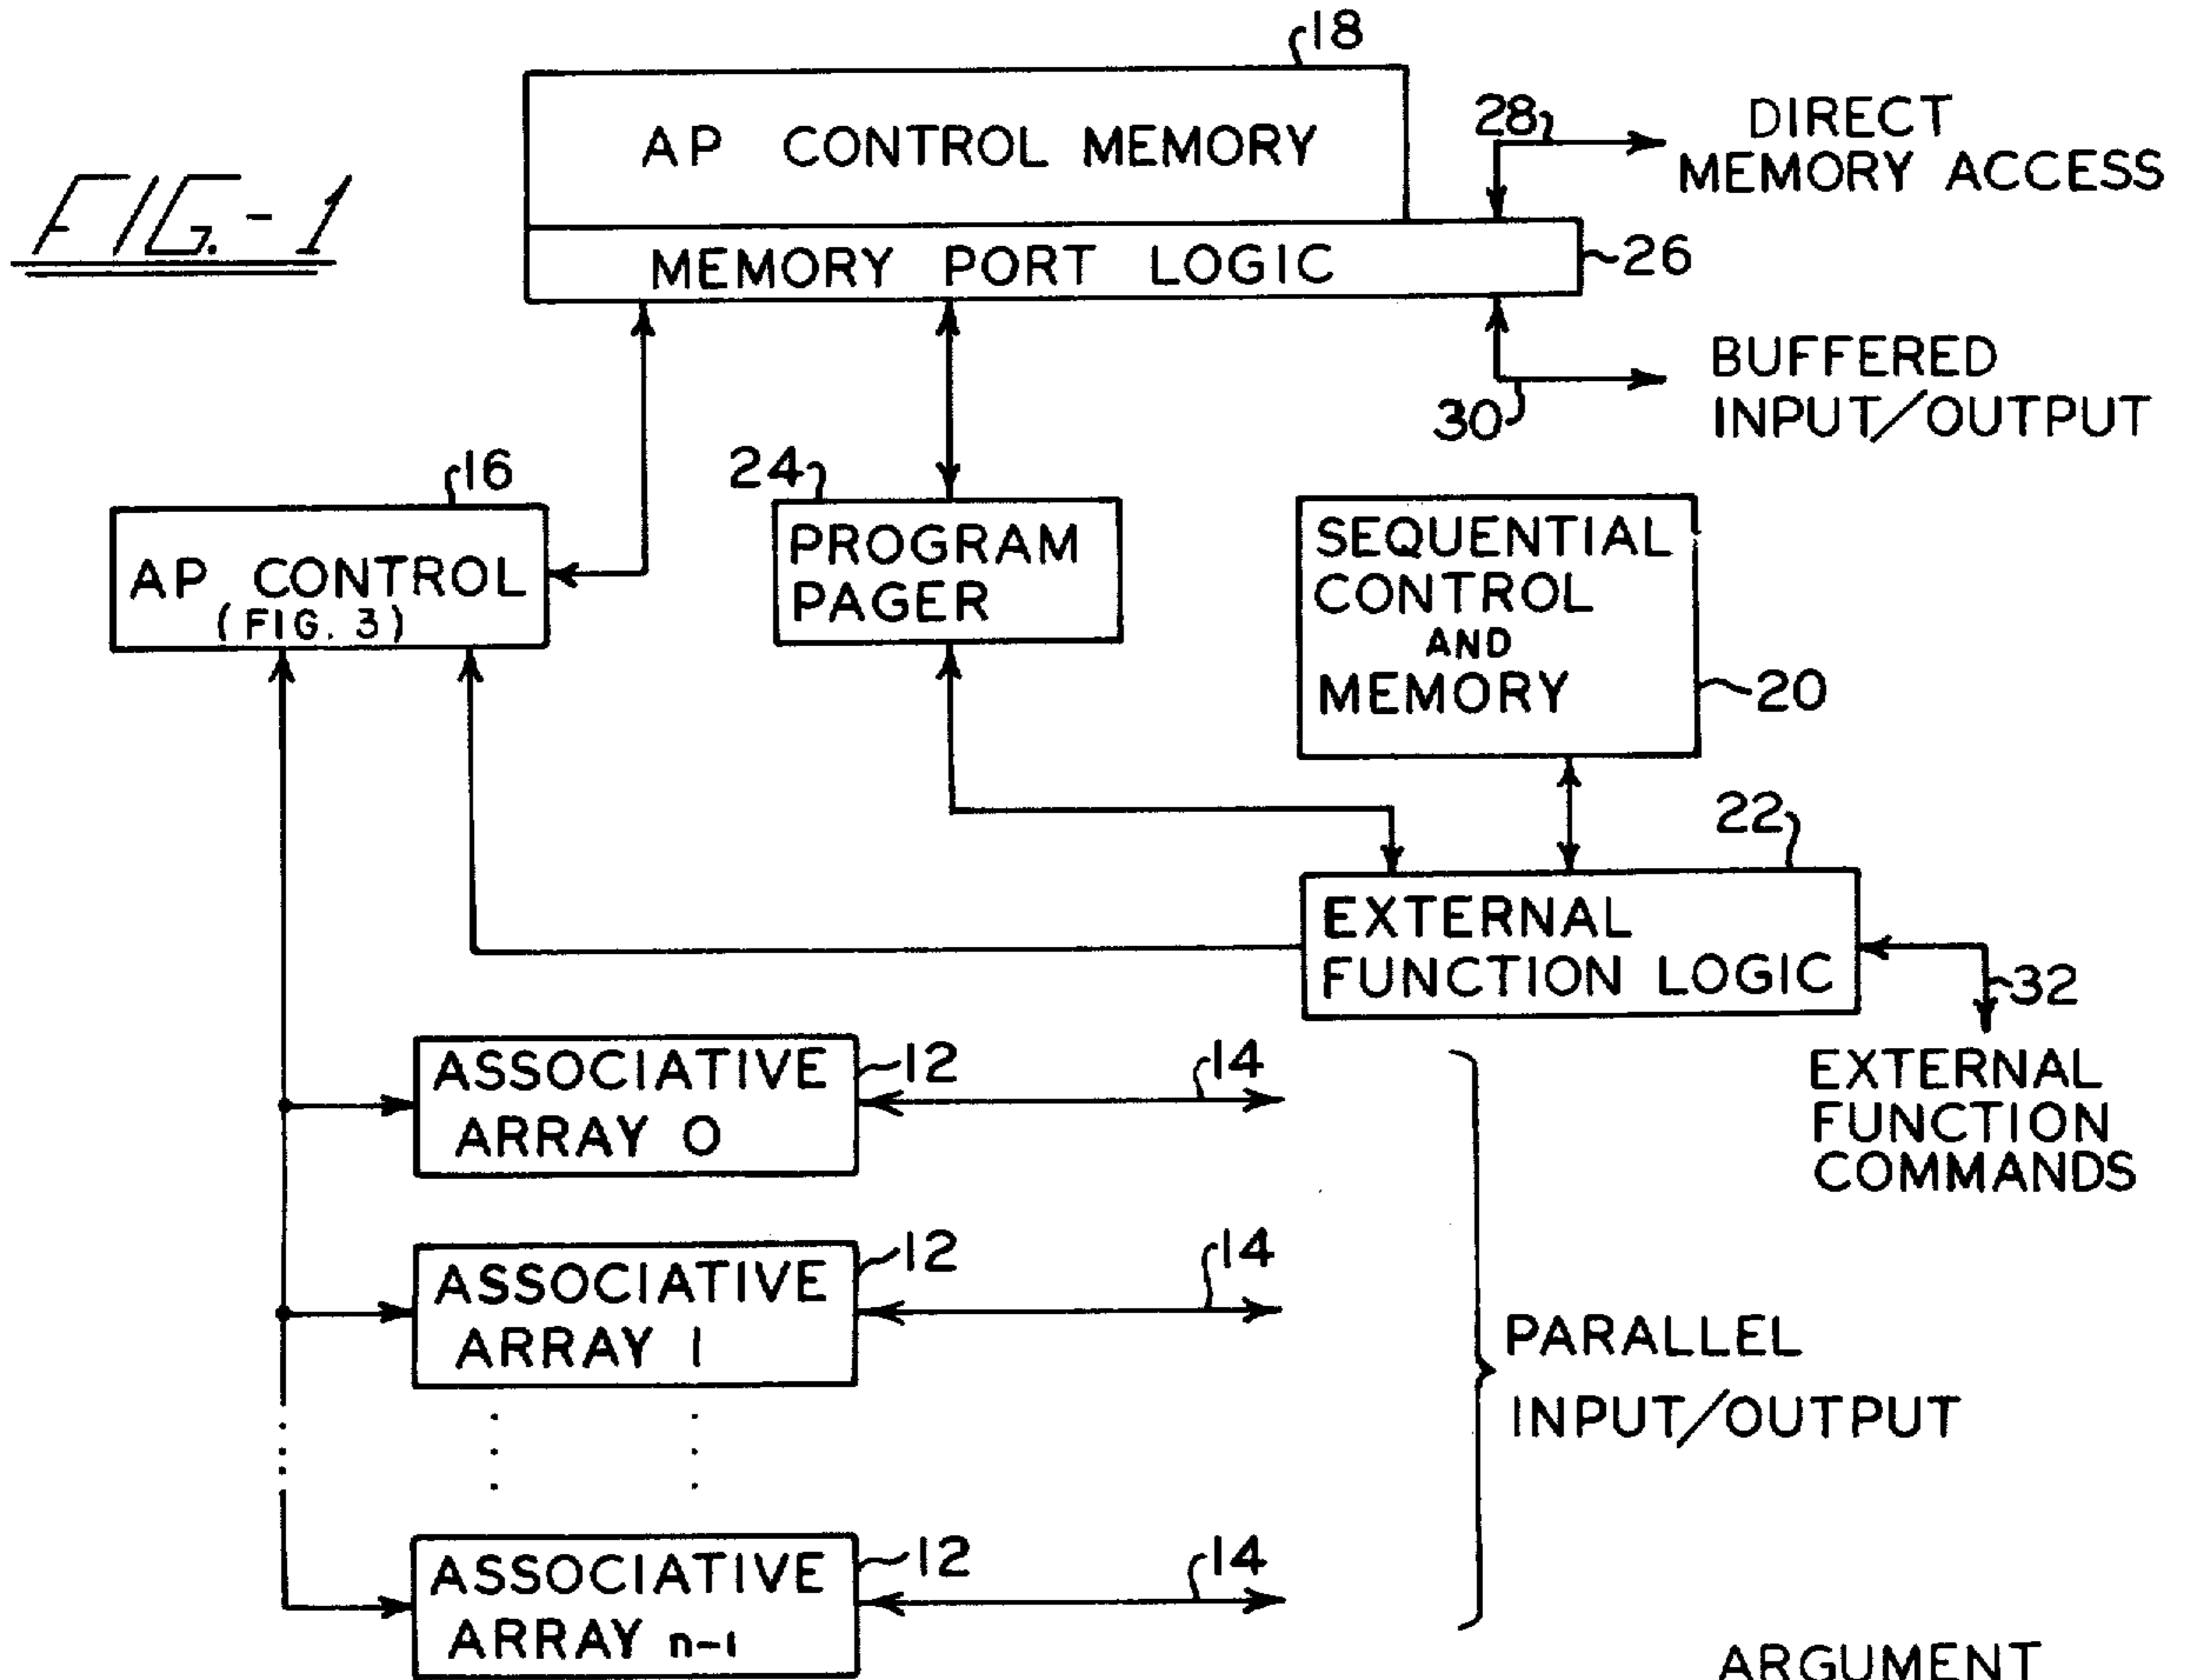 FIG.-1
18
AP CONTROL MEMORY
28
DIRECT
MEMORY ACCESS
MEMORY PORT LOGIC
26
BUFFERED
INPUT/OUTPUT
30
16
AP CONTROL
(FIG. 3)
24
PROGRAM
PAGER
SEQUENTIAL
CONTROL
AND
MEMORY
20
22
EXTERNAL
FUNCTION LOGIC
32
EXTERNAL
FUNCTION
COMMANDS
ASSOCIATIVE
ARRAY 0
12
14
ASSOCIATIVE
ARRAY 1
12
14
PARALLEL
INPUT/OUTPUT
ASSOCIATIVE
ARRAY n-1
12
14
ARGUMENT